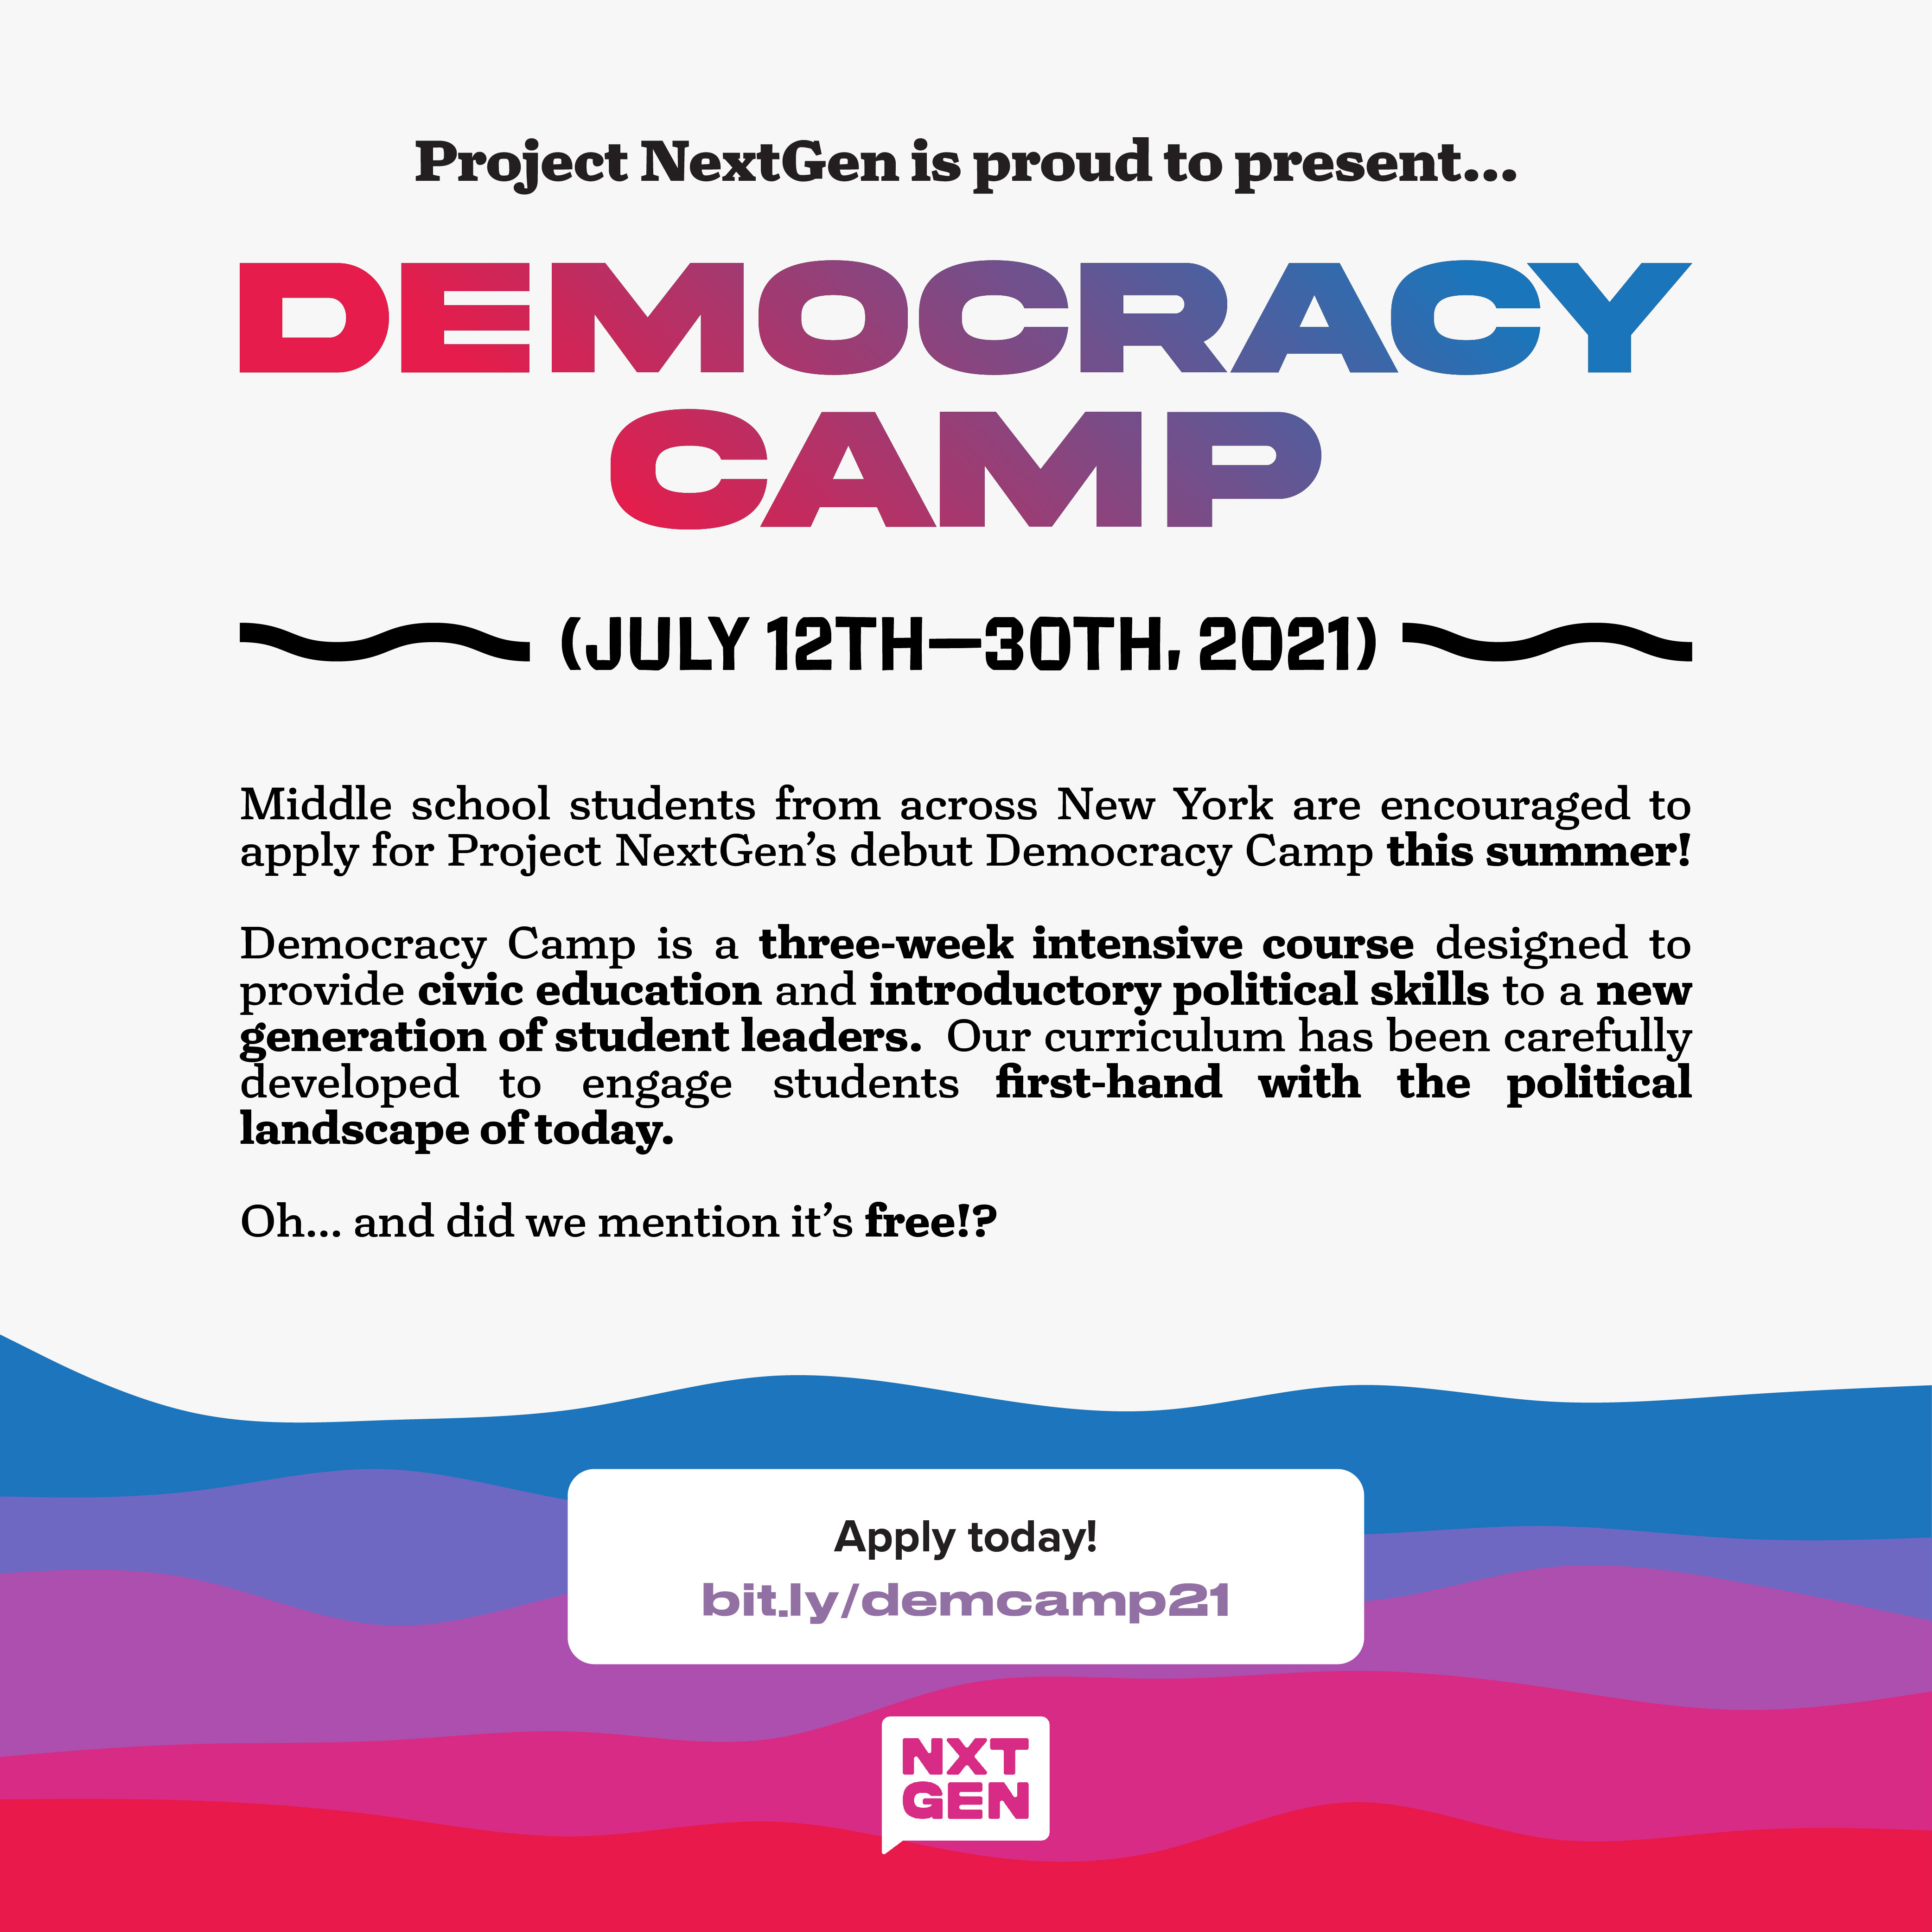 Project NextGen is proud to present...
DEMOCRACY
CAMP
(JULY 12TH—30TH, 2021)
Middle school students from across New York are encouraged to
apply for Project NextGen’s debut Democracy Camp this summer!
Democracy Camp is a three-week intensive course designed to
provide civic education and introductory political skills to a new
generation of student leaders. Our curriculum has been carefully
developed to engage students first-hand with the political
landscape of today.
Oh... and did we mention it’s free!?
Apply today!
bit.ly/demcamp21
NXT
GEN